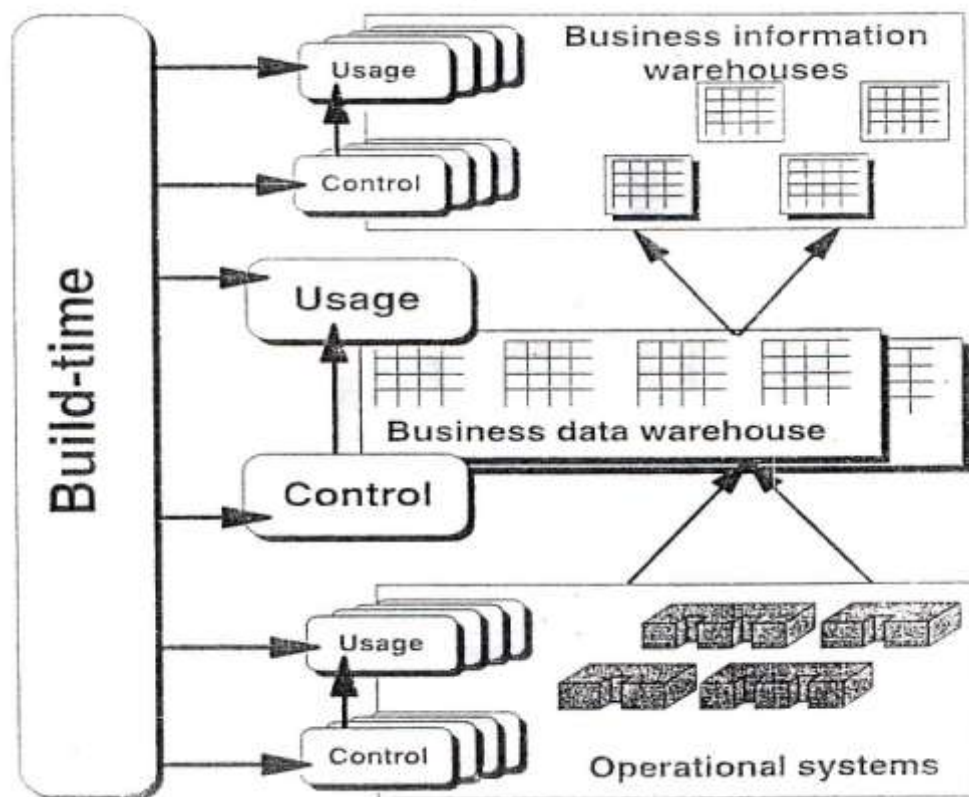 Build-time
Usage
Business information
warehouses
Control
Usage
Business data warehouse
Control
Usage
Control
Operational systems